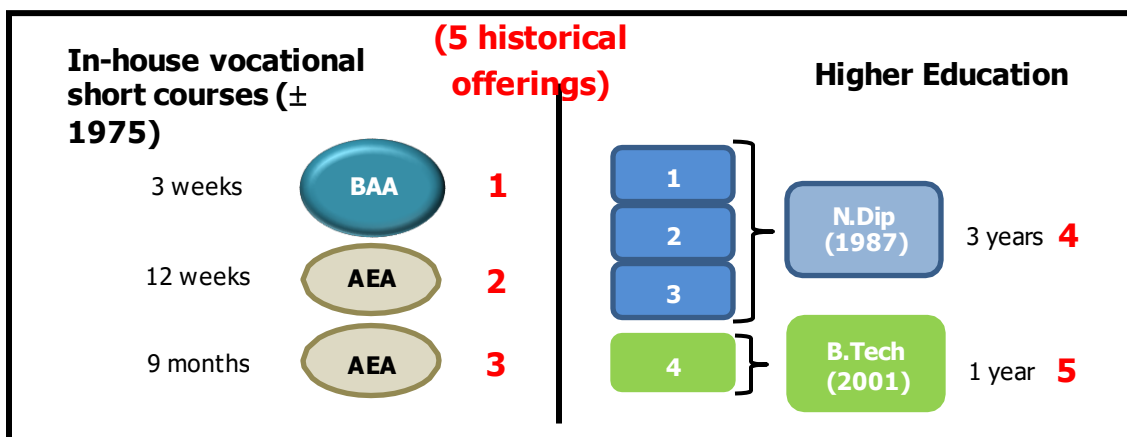 (5 historical
offerings)
In-house vocational
short courses (±
1975)
3 weeks BAA 1
12 weeks AEA 2
9 months AEA 3
Higher Education
1
2
3
N.Dip
(1987)
3 years 4
4
B.Tech
(2001)
1 year 5